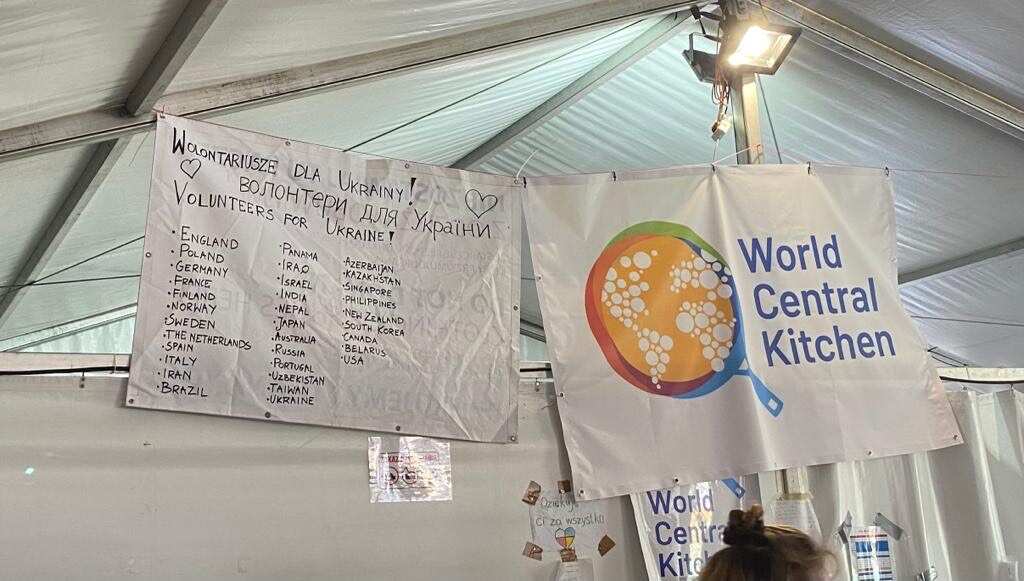 Wolontariusze dla Ukrainy!
волонтери для України
Volunteers for Ukraine!
• England
• Poland
• Germany
• France
• Finland
• Norway
• Sweden
• The Netherlands
• Spain
• Italy
• Iran
• Brazil
• Panama
• Iraq
• Israel
• India
• Nepal
• Japan
• Australia
• Russia
• Portugal
• Uzbekistan
• Taiwan
• Ukraine
• Azerbaijan
• Kazakhstan
• Singapore
• Philippines
• New Zealand
• South Korea
• Canada
• Belarus
• USA
World
Central
Kitchen
Dziękuję
ci za wszystko
World
Centra
Kitc